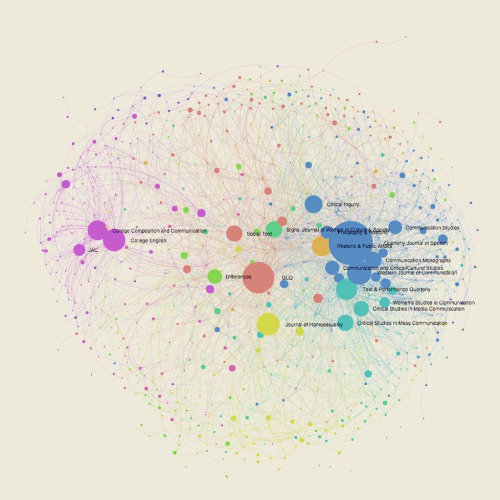 Critical Inquiry
Communication Studies
College Composition and Communication
Signs: Journal of Women in Culture & Society
Social Text
College English
Quarterly Journal of Speech
Rhetoric & Public Affairs
JAC
Communication Monographs
Communication and Critical/Cultural Studies
Western Journal of Communication
Differences
GLQ
Text & Performance Quarterly
Women's Studies in Communication
Critical Studies in Media Communication
Journal of Homosexuality
Critical Studies in Mass Communication